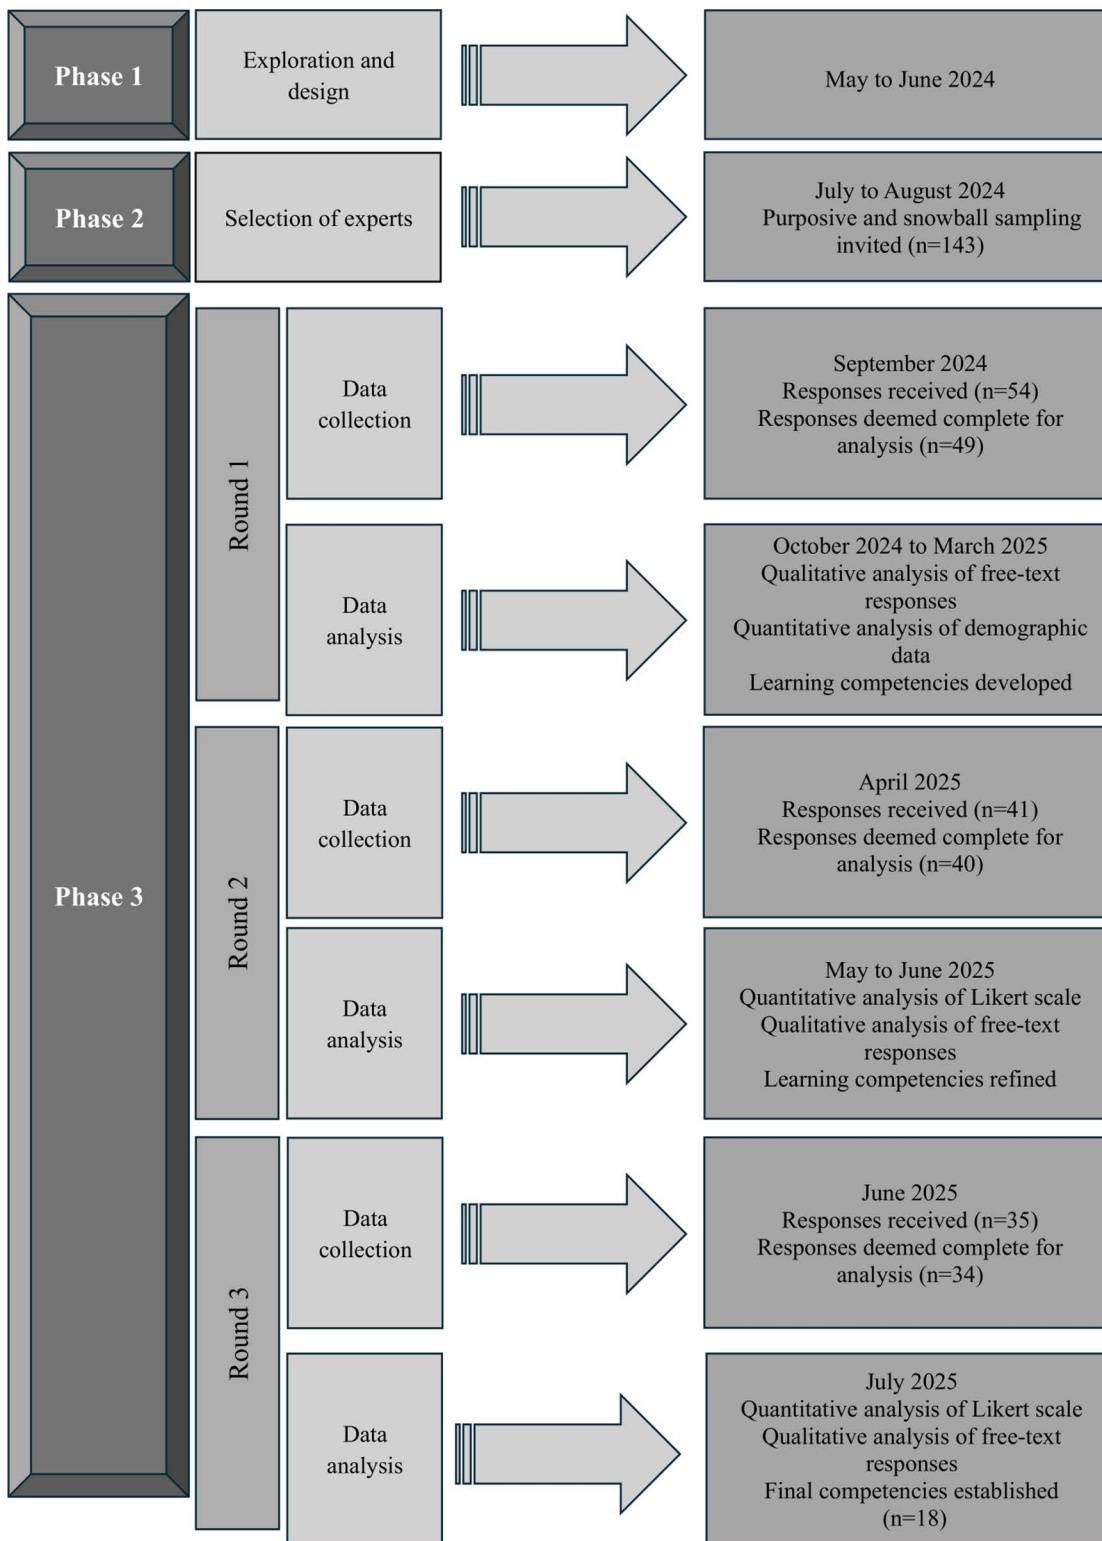 Phase 1
Exploration and
design
May to June 2024
Phase 2
Selection of experts
July to August 2024
Purposive and snowball sampling
invited (n=143)
Phase 3
Round 1
Data
collection
September 2024
Responses received (n=54)
Responses deemed complete for
analysis (n=49)
Data
analysis
October 2024 to March 2025
Qualitative analysis of free-text
responses
Quantitative analysis of demographic
data
Learning competencies developed
Round 2
Data
collection
April 2025
Responses received (n=41)
Responses deemed complete for
analysis (n=40)
Data
analysis
May to June 2025
Quantitative analysis of Likert scale
Qualitative analysis of free-text
responses
Learning competencies refined
Round 3
Data
collection
June 2025
Responses received (n=35)
Responses deemed complete for
analysis (n=34)
Data
analysis
July 2025
Quantitative analysis of Likert scale
Qualitative analysis of free-text
responses
Final competencies established
(n=18)